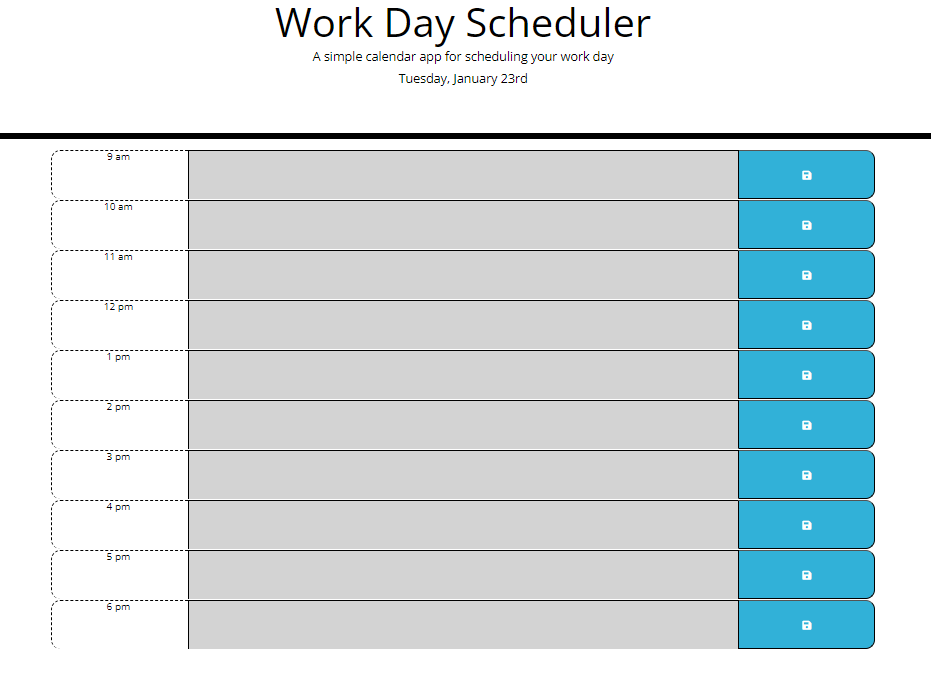 Work Day Scheduler
A simple calendar app for scheduling your work day
Tuesday, January 23rd
9 am
10 am
11 am
12 pm
1 pm
2 pm
3 pm
4 pm
5 pm
6 pm